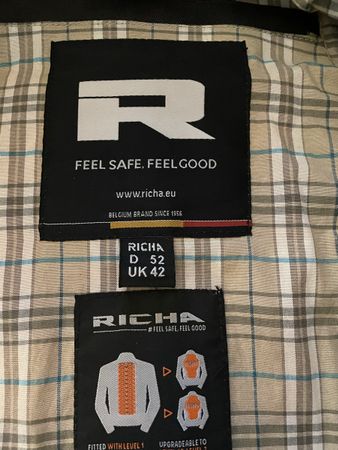 R
FEEL SAFE. FEEL GOOD
www.richa.eu
BELGIUM BRAND SINCE 1956
RICHA
D 52
UK 42
RICHA
#FEEL SAFE, FEEL GOOD
FITTED WITH LEVEL 1
UPGRADEABLE TO